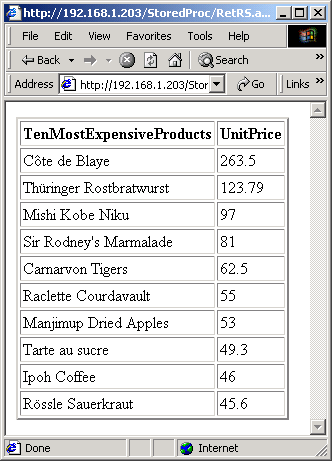 http://192.168.1.203/StoredProc/RetRS.a...
File Edit View Favorites Tools »
Back » Search »
Address http://192.168.1.203/Stor Go Links »
TenMostExpensiveProducts UnitPrice
Côte de Blaye 263.5
Thüringer Rostbratwurst 123.79
Mishi Kobe Niku 97
Sir Rodney's Marmalade 81
Carnarvon Tigers 62.5
Raclette Courdavault 55
Manjimup Dried Apples 53
Tarte au sucre 49.3
Ipoh Coffee 46
Rössle Sauerkraut 45.6
Done Internet